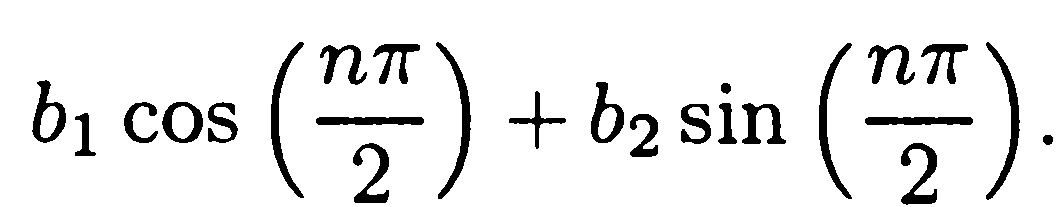 b₁ cos (nπ/2) + b₂ sin (nπ/2).